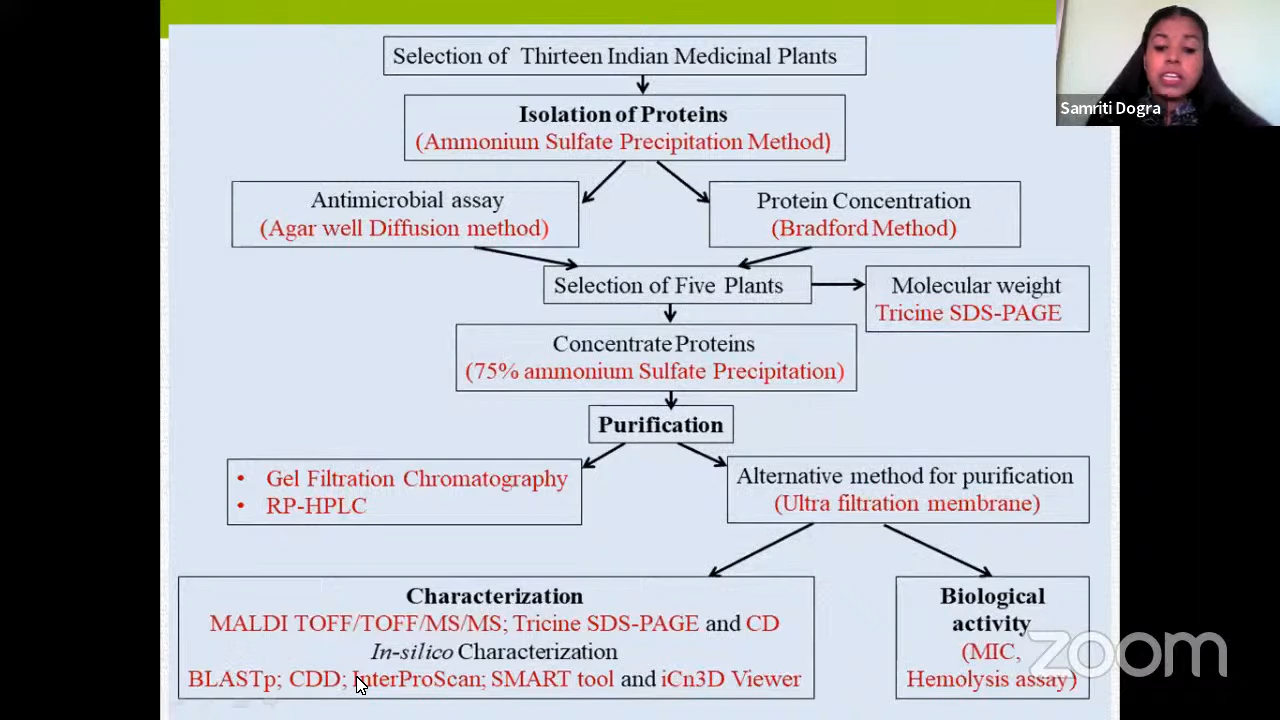 Selection of Thirteen Indian Medicinal Plants
Samriti Dogra
Isolation of Proteins
(Ammonium Sulfate Precipitation Method)
Antimicrobial assay
(Agar well Diffusion method)
Protein Concentration
(Bradford Method)
Selection of Five Plants
Molecular weight
Tricine SDS-PAGE
Concentrate Proteins
(75% ammonium Sulfate Precipitation)
Purification
• Gel Filtration Chromatography
• RP-HPLC
Alternative method for purification
(Ultra filtration membrane)
Characterization
MALDI TOFF/TOFF/MS/MS; Tricine SDS-PAGE and CD
In-silico Characterization
BLASTp; CDD; InterProScan; SMART tool and iCn3D Viewer
Biological
activity
(MIC,
Hemolysis assay)
zoom